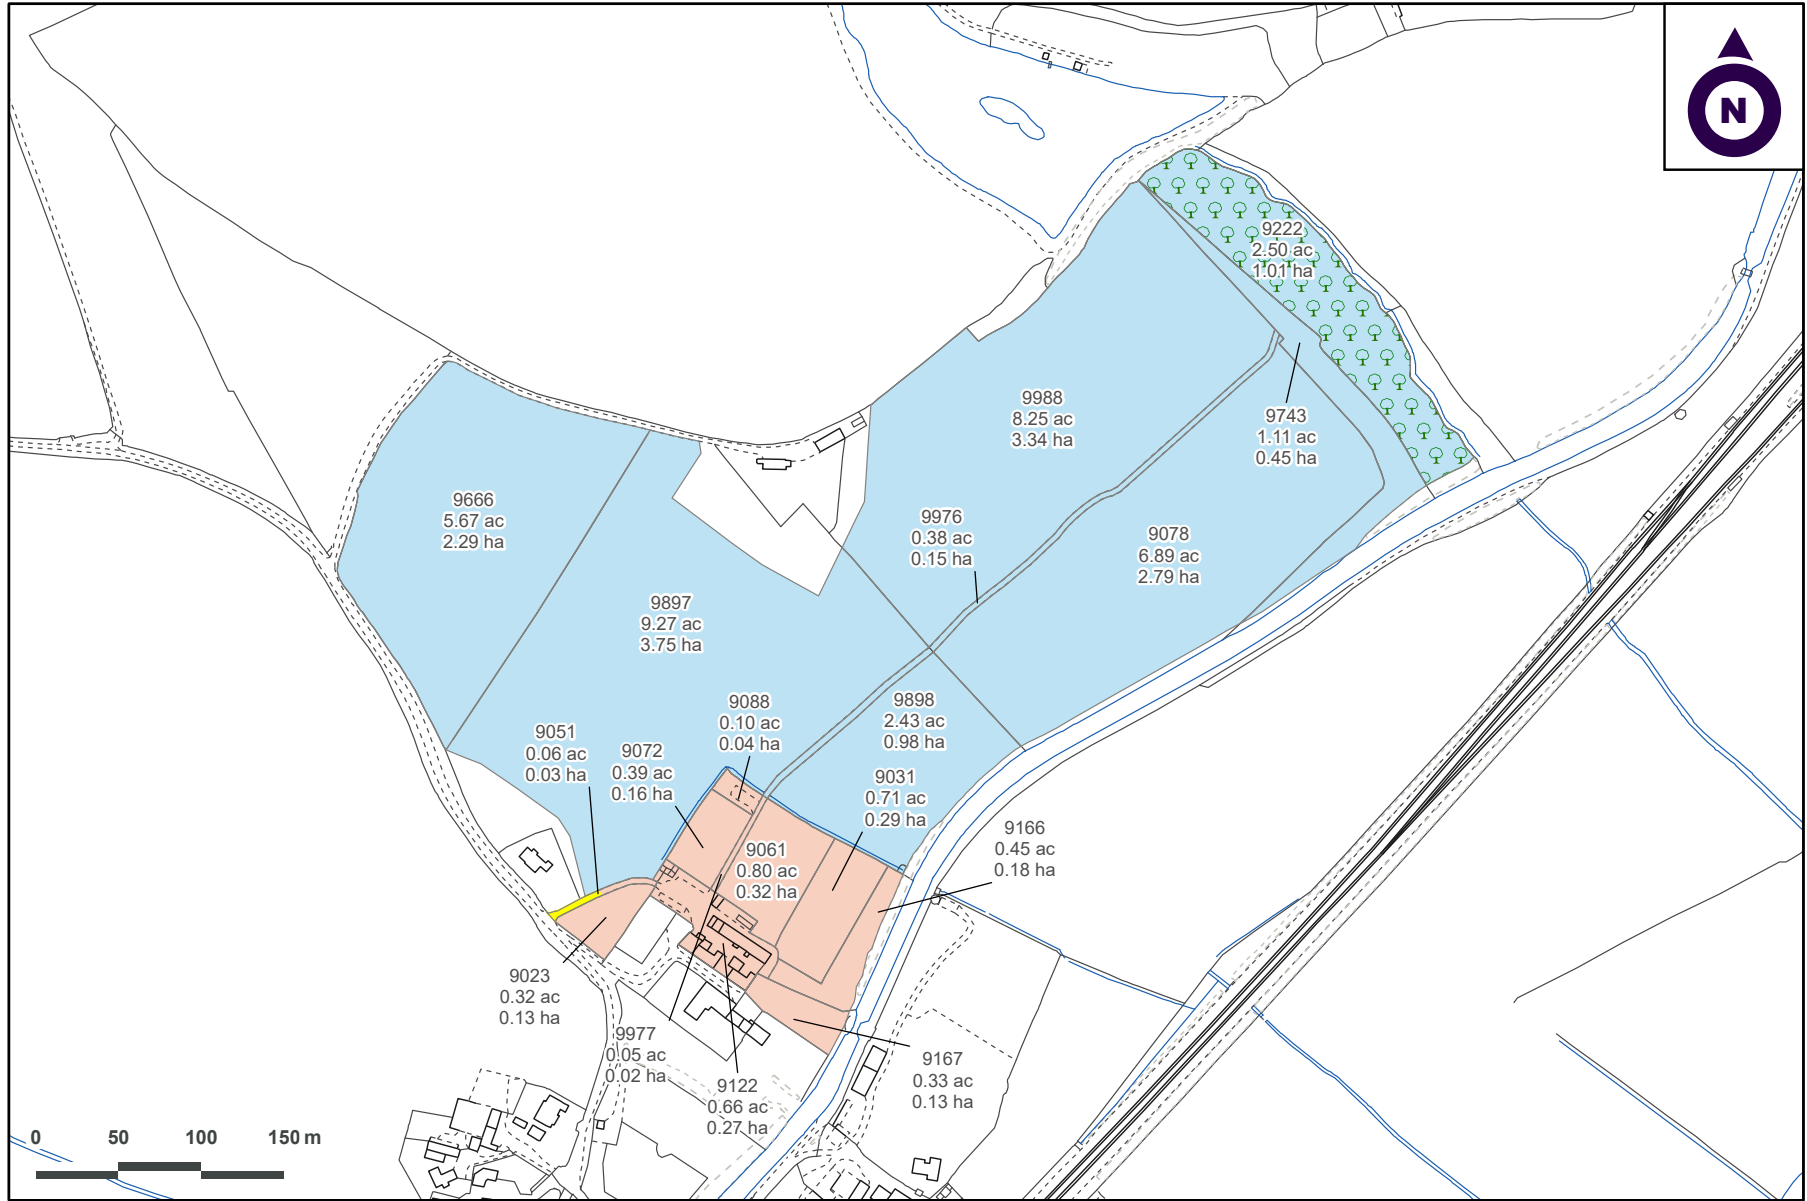 N
9222
2.50 ac
1.01 ha
9988
8.25 ac
3.34 ha
9743
1.11 ac
0.45 ha
9666
5.67 ac
2.29 ha
9976
0.38 ac
0.15 ha
9078
6.89 ac
2.79 ha
9897
9.27 ac
3.75 ha
9088
0.10 ac
0.04 ha
9898
2.43 ac
0.98 ha
9051
0.06 ac
0.03 ha
9072
0.39 ac
0.16 ha
9031
0.71 ac
0.29 ha
9166
0.45 ac
0.18 ha
9061
0.80 ac
0.32 ha
9023
0.32 ac
0.13 ha
9977
0.05 ac
0.02 ha
9122
0.66 ac
0.27 ha
9167
0.33 ac
0.13 ha
0 50 100 150 m